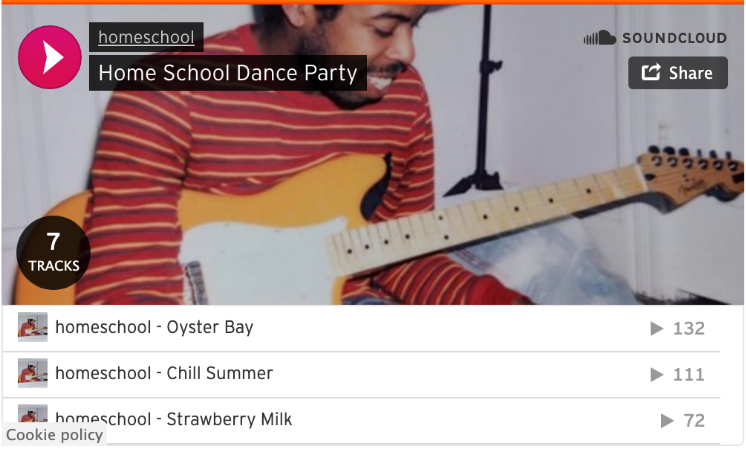 homeschool
SOUNDCLOUD
Home School Dance Party
Share
Fender
7
TRACKS
homeschool - Oyster Bay
132
homeschool - Chill Summer
111
homeschool - Strawberry Milk
72
Cookie policy